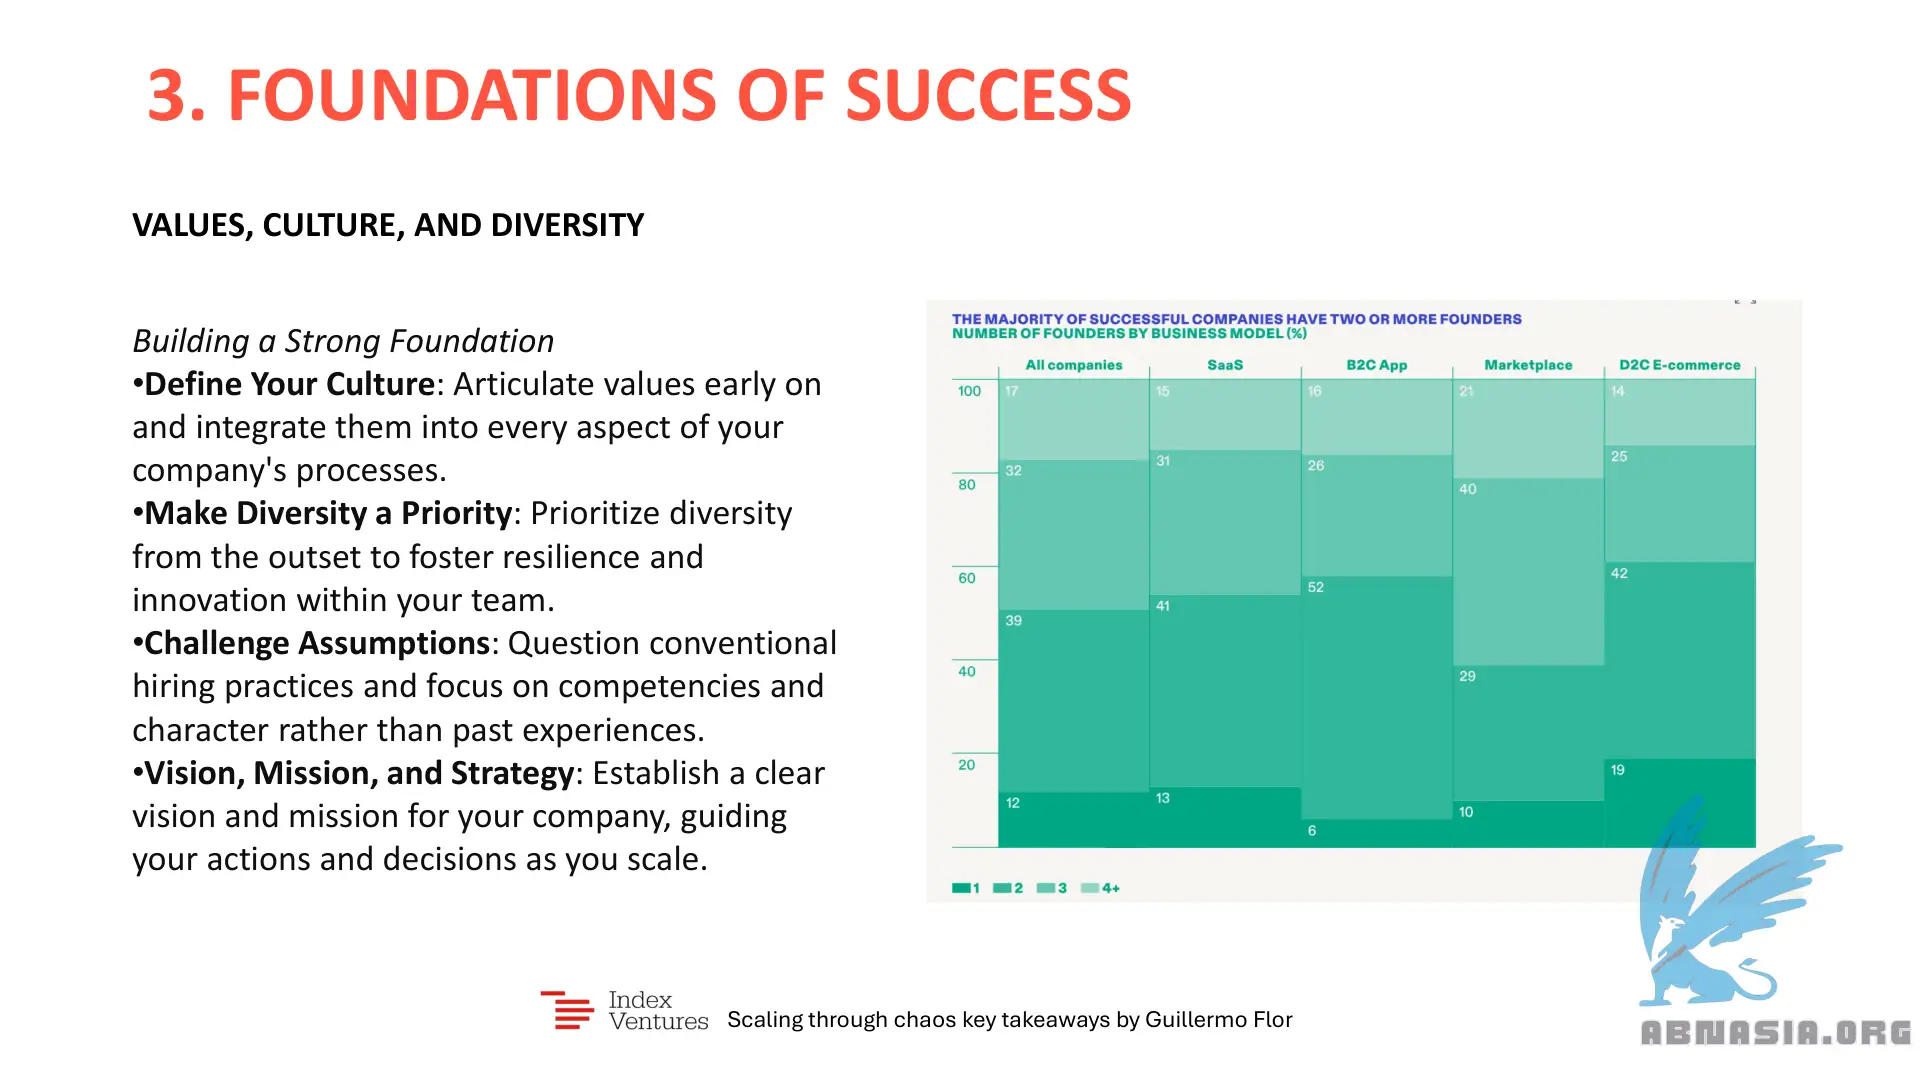 3. FOUNDATIONS OF SUCCESS
VALUES, CULTURE, AND DIVERSITY
Building a Strong Foundation
•Define Your Culture: Articulate values early on
and integrate them into every aspect of your
company's processes.
•Make Diversity a Priority: Prioritize diversity
from the outset to foster resilience and
innovation within your team.
•Challenge Assumptions: Question conventional
hiring practices and focus on competencies and
character rather than past experiences.
•Vision, Mission, and Strategy: Establish a clear
vision and mission for your company, guiding
your actions and decisions as you scale.
THE MAJORITY OF SUCCESSFUL COMPANIES HAVE TWO OR MORE FOUNDERS
NUMBER OF FOUNDERS BY BUSINESS MODEL (%)
All companies SaaS B2C App Marketplace D2C E-commerce
100 17 15 16 21 14
31 26 25
80 32 40
60 52 42
39 41
40 29
20 12 13 6 10 19
1 2 3 4+
Index
Ventures
Scaling through chaos key takeaways by Guillermo Flor
ABNASIA.ORG